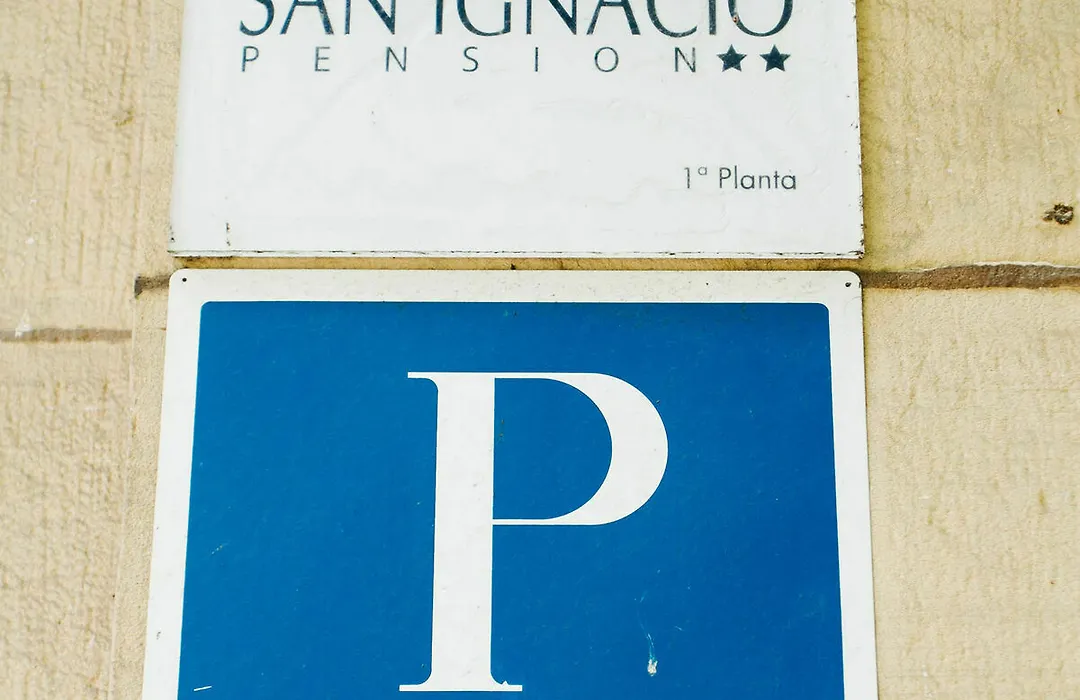 SAN IGNACIO
PENSION★★
1ª Planta
P